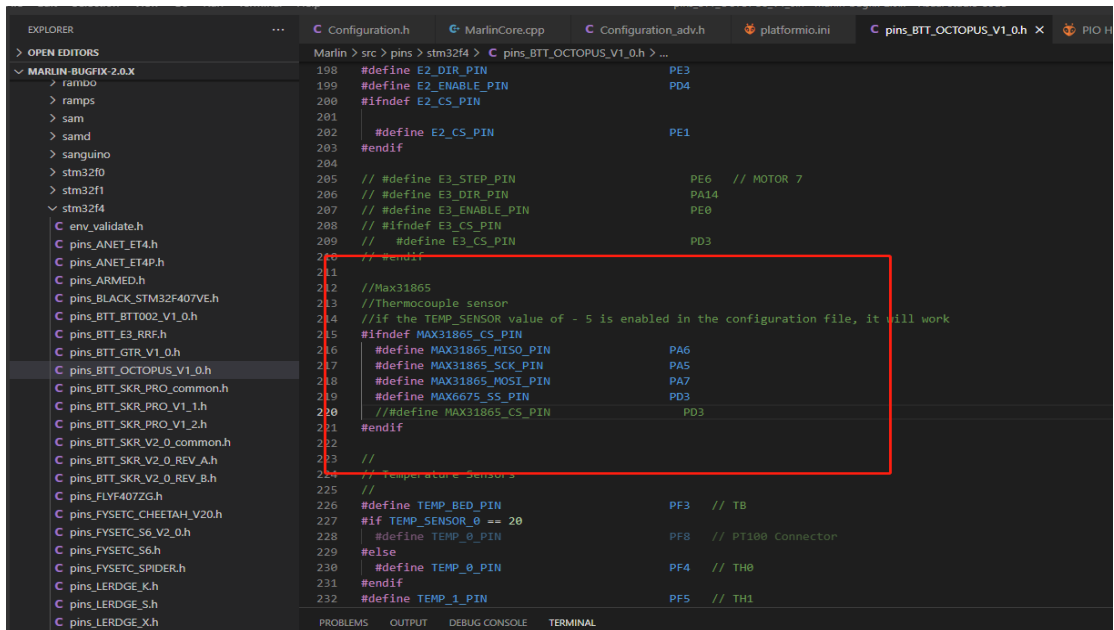 EXPLORER
OPEN EDITORS
MARLIN-BUGFIX-2.0.X
rambo
ramps
sam
samd
sanguino
stm32f0
stm32f1
stm32f4
C env_validate.h
C pins_ANET_ET4.h
C pins_ANET_ET4P.h
C pins_ARMED.h
C pins_BLACK_STM32F407VE.h
C pins_BTT_BTT002_V1_0.h
C pins_BTT_E3_RRF.h
C pins_BTT_GTR_V1_0.h
C pins_BTT_OCTOPUS_V1_0.h
C pins_BTT_SKR_PRO_common.h
C pins_BTT_SKR_PRO_V1_1.h
C pins_BTT_SKR_PRO_V1_2.h
C pins_BTT_SKR_V2_0_common.h
C pins_BTT_SKR_V2_0_REV_A.h
C pins_BTT_SKR_V2_0_REV_B.h
C pins_FLYF407ZG.h
C pins_FYSETC_CHEETAH_V20.h
C pins_FYSETC_S6_V2_0.h
C pins_FYSETC_S6.h
C pins_FYSETC_SPIDER.h
C pins_LERDGE_K.h
C pins_LERDGE_S.h
C pins_LERDGE_X.h
C Configuration.h G+ MarlinCore.cpp C Configuration_adv.h platformio.ini C pins_BTT_OCTOPUS_V1_0.h × PIO H
Marlin > src > pins > stm32f4 > C pins_BTT_OCTOPUS_V1_0.h > ...
198 #define E2_DIR_PIN PE3
199 #define E2_ENABLE_PIN PD4
200 #ifndef E2_CS_PIN
201
202 #define E2_CS_PIN PE1
203 #endif
204
205 // #define E3_STEP_PIN PE6 // MOTOR 7
206 // #define E3_DIR_PIN PA14
207 // #define E3_ENABLE_PIN PE0
208 // #ifndef E3_CS_PIN
209 // #define E3_CS_PIN PD3
210 // #endif
211
212 //Max31865
213 //Thermocouple sensor
214 //if the TEMP_SENSOR value of - 5 is enabled in the configuration file, it will work
215 #ifndef MAX31865_CS_PIN
216 #define MAX31865_MISO_PIN PA6
217 #define MAX31865_SCK_PIN PA5
218 #define MAX31865_MOSI_PIN PA7
219 #define MAX6675_SS_PIN PD3
220 //#define MAX31865_CS_PIN PD3
221 #endif
222
223 //
224 // Temperature Sensors
225 //
226 #define TEMP_BED_PIN PF3 // TB
227 #if TEMP_SENSOR_0 == 20
228 #define TEMP_0_PIN PF8 // PT100 Connector
229 #else
230 #define TEMP_0_PIN PF4 // TH0
231 #endif
232 #define TEMP_1_PIN PF5 // TH1
PROBLEMS OUTPUT DEBUG CONSOLE TERMINAL